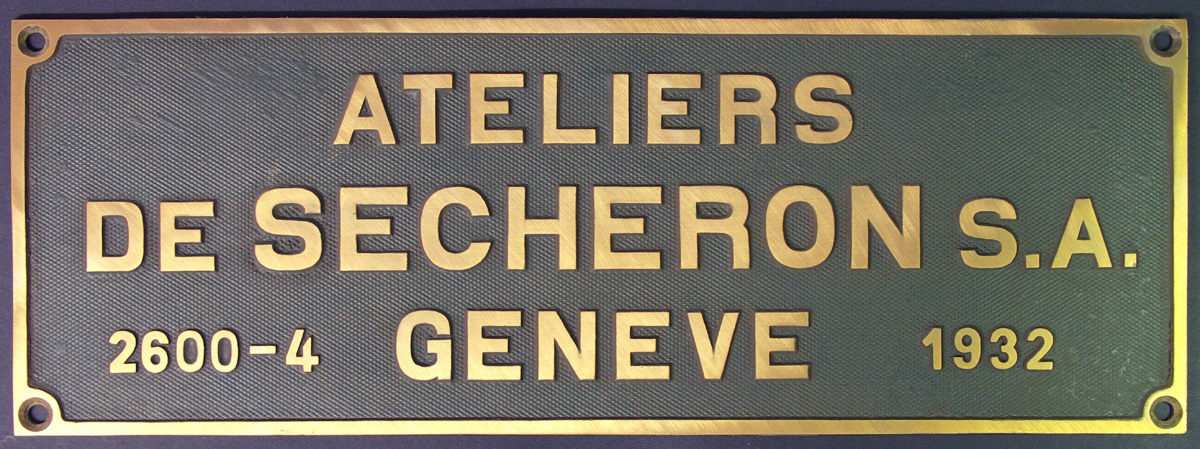 ATELIERS
DE SECHERON S.A.
2600-4 GENEVE 1932